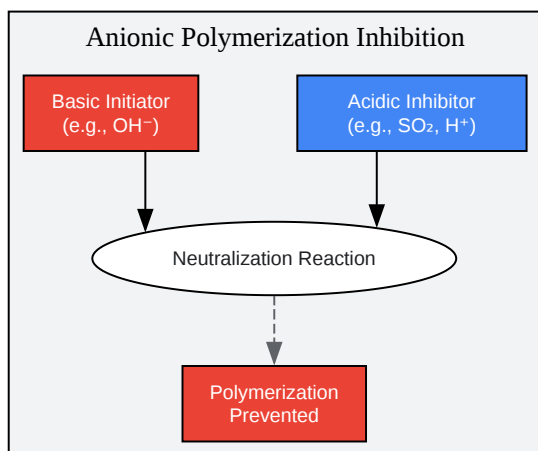 Anionic Polymerization Inhibition
Basic Initiator
(e.g., OH⁻)
Acidic Inhibitor
(e.g., SO₂, H⁺)
Neutralization Reaction
Polymerization
Prevented